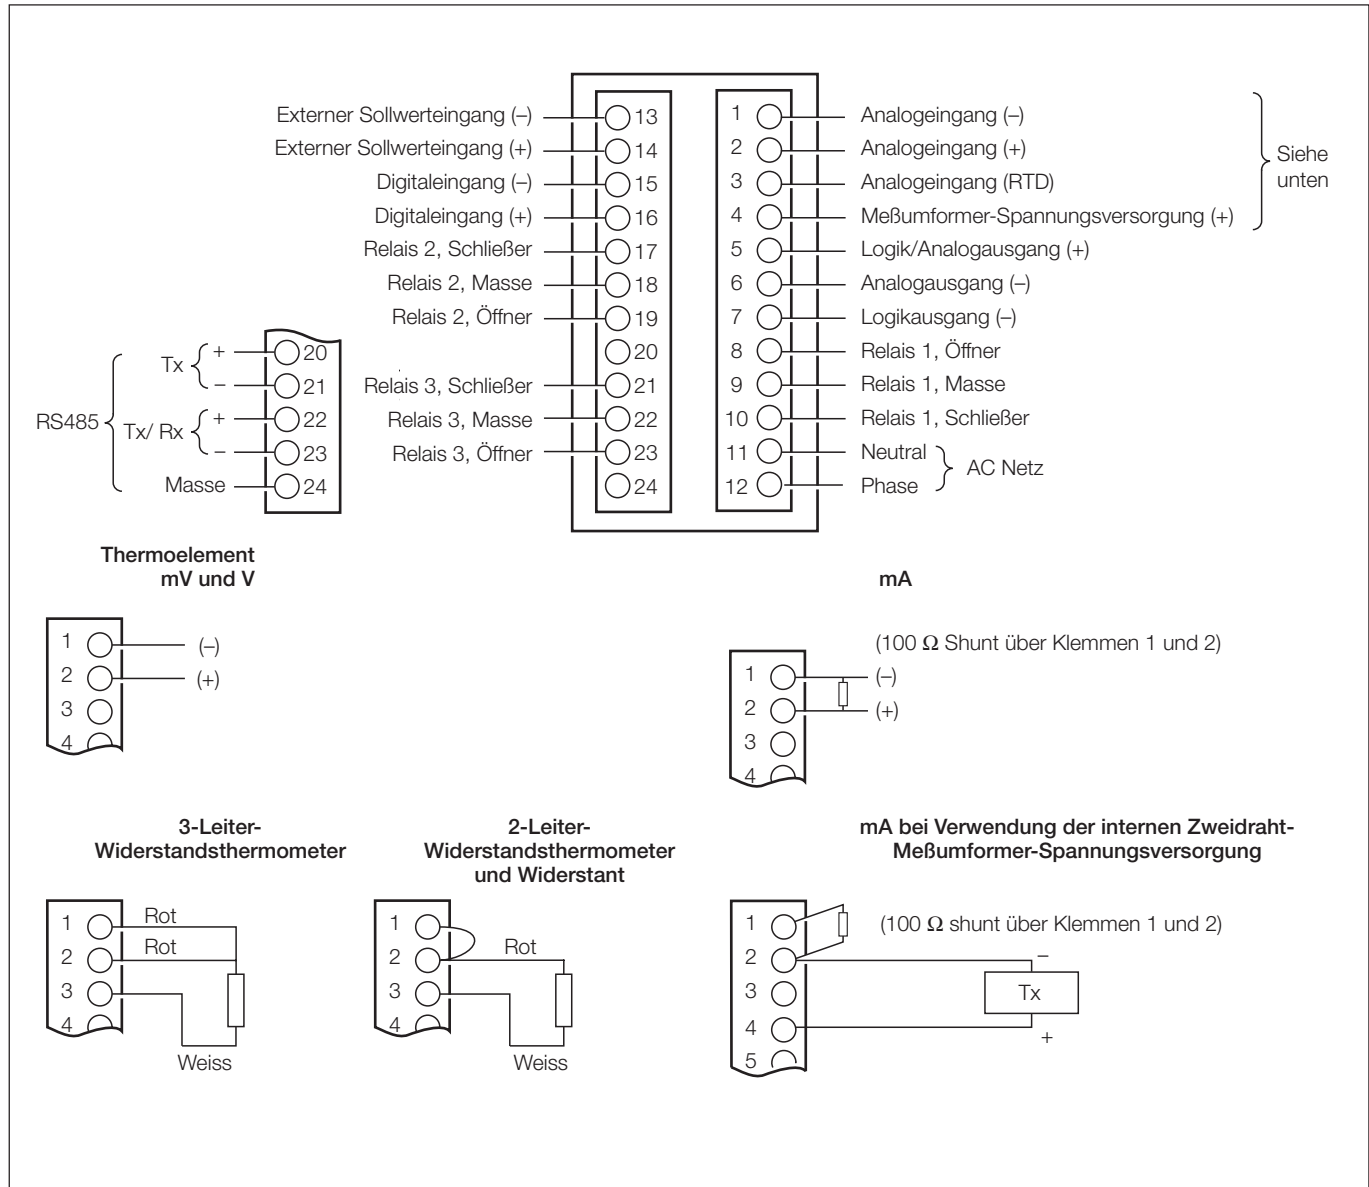 Externer Sollwerteingang (–) 13
Externer Sollwerteingang (+) 14
Digitaleingang (–) 15
Digitaleingang (+) 16
Relais 2, Schließer 17
Relais 2, Masse 18
Relais 2, Öffner 19
20
Relais 3, Schließer 21
Relais 3, Masse 22
Relais 3, Öffner 23
24
1 Analogeingang (–)
2 Analogeingang (+)
3 Analogeingang (RTD)
4 Meßumformer-Spannungsversorgung (+)
Siehe
unten
5 Logik/Analogausgang (+)
6 Analogausgang (–)
7 Logikausgang (–)
8 Relais 1, Öffner
9 Relais 1, Masse
10 Relais 1, Schließer
11 Neutral
12 Phase
AC Netz
RS485
Tx + 20
– 21
Tx/ Rx + 22
– 23
Masse 24
Thermoelement
mV und V
1 (–)
2 (+)
3
4
mA
(100 Ω Shunt über Klemmen 1 und 2)
1 (–)
2 (+)
3
4
3-Leiter-
Widerstandsthermometer
1 Rot
2 Rot
3
4
Weiss
2-Leiter-
Widerstandsthermometer
und Widerstant
1
2 Rot
3
4
Weiss
mA bei Verwendung der internen Zweidraht-
Meßumformer-Spannungsversorgung
1 (100 Ω shunt über Klemmen 1 und 2)
2 –
3 Tx
4 +
5